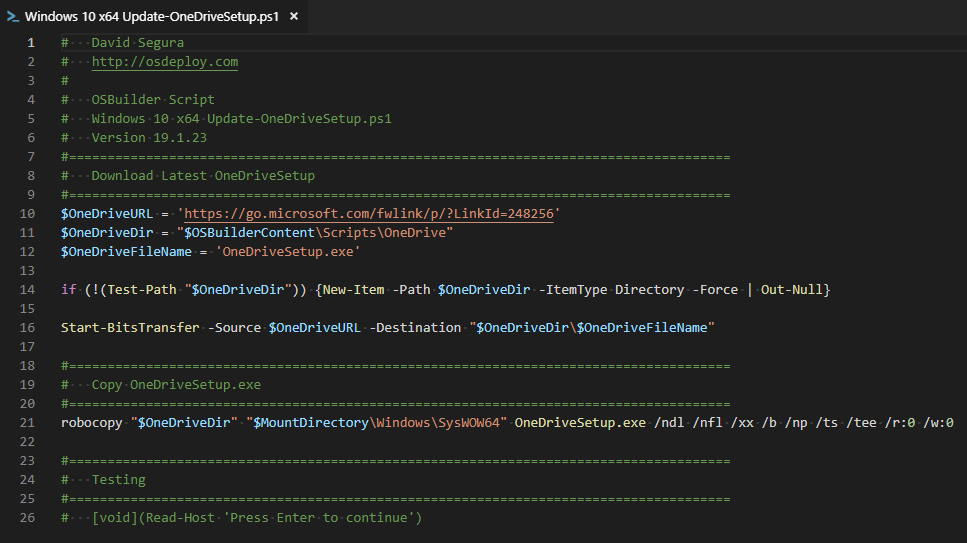 Windows 10 x64 Update-OneDriveSetup.ps1 ×
1 #   David Segura
2 #   http://osdeploy.com
3 #
4 #   OSBuilder Script
5 #   Windows 10 x64 Update-OneDriveSetup.ps1
6 #   Version 19.1.23
7 #======================================================================================
8 #   Download Latest OneDriveSetup
9 #======================================================================================
10 $OneDriveURL = 'https://go.microsoft.com/fwlink/p/?LinkId=248256'
11 $OneDriveDir = "$OSBuilderContent\Scripts\OneDrive"
12 $OneDriveFileName = 'OneDriveSetup.exe'
13
14 if (!(Test-Path "$OneDriveDir")) {New-Item -Path $OneDriveDir -ItemType Directory -Force | Out-Null}
15
16 Start-BitsTransfer -Source $OneDriveURL -Destination "$OneDriveDir\$OneDriveFileName"
17
18 #======================================================================================
19 #   Copy OneDriveSetup.exe
20 #======================================================================================
21 robocopy "$OneDriveDir" "$MountDirectory\Windows\SysWOW64" OneDriveSetup.exe /ndl /nfl /xx /b /np /ts /tee /r:0 /w:0
22
23 #======================================================================================
24 #   Testing
25 #======================================================================================
26 #   [void](Read-Host 'Press Enter to continue')